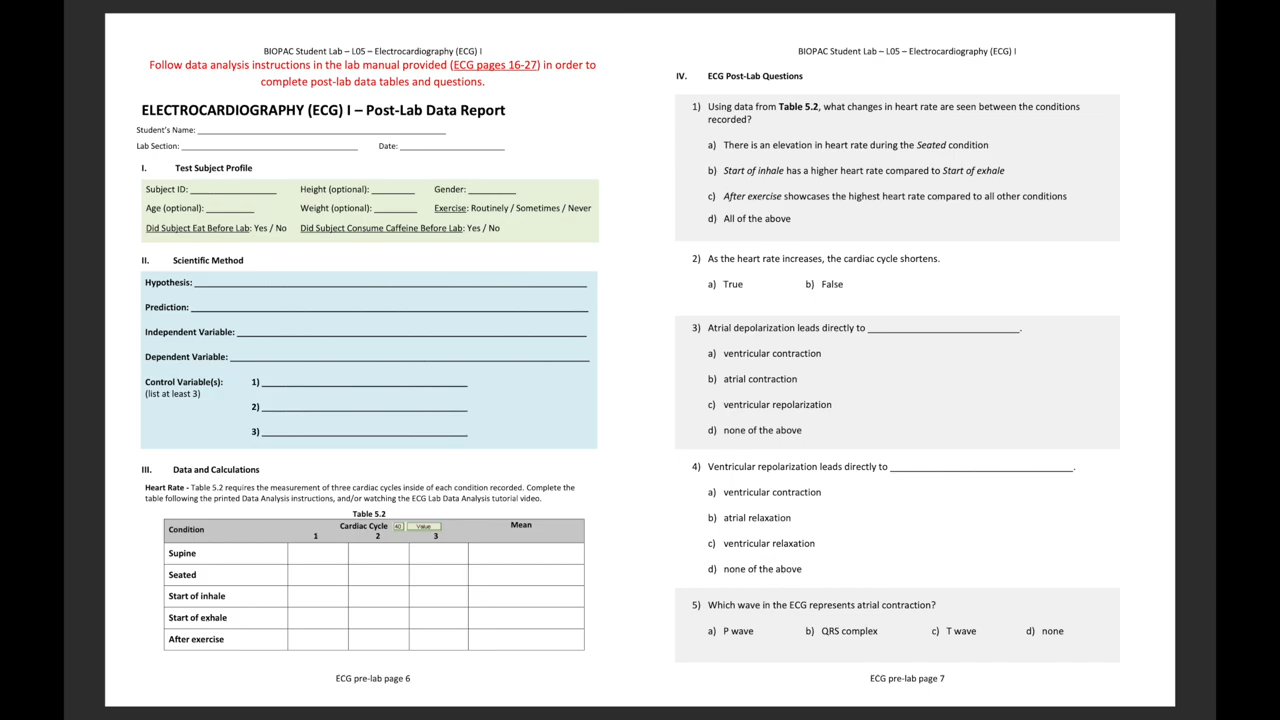 BIOPAC Student Lab – L05 – Electrocardiography (ECG) I
Follow data analysis instructions in the lab manual provided (ECG pages 16-27) in order to
complete post-lab data tables and questions.
ELECTROCARDIOGRAPHY (ECG) I – Post-Lab Data Report
Student's Name: ____________________
Lab Section: ____________________ Date: ____________________
I. Test Subject Profile
Subject ID: __________ Height (optional): __________ Gender: __________
Age (optional): __________ Weight (optional): __________ Exercise: Routinely / Sometimes / Never
Did Subject Eat Before Lab: Yes / No Did Subject Consume Caffeine Before Lab: Yes / No
II. Scientific Method
Hypothesis: ____________________
Prediction: ____________________
Independent Variable: ____________________
Dependent Variable: ____________________
Control Variable(s): 1) ____________________
(list at least 3)
2) ____________________
3) ____________________
III. Data and Calculations
Heart Rate - Table 5.2 requires the measurement of three cardiac cycles inside of each condition recorded. Complete the
table following the printed Data Analysis instructions, and/or watching the ECG Lab Data Analysis tutorial video.
Table 5.2
Condition Cardiac Cycle 40 Value Mean
1 2 3
Supine
Seated
Start of inhale
Start of exhale
After exercise
ECG pre-lab page 6
BIOPAC Student Lab – L05 – Electrocardiography (ECG) I
IV. ECG Post-Lab Questions
1) Using data from Table 5.2, what changes in heart rate are seen between the conditions
recorded?
a) There is an elevation in heart rate during the Seated condition
b) Start of inhale has a higher heart rate compared to Start of exhale
c) After exercise showcases the highest heart rate compared to all other conditions
d) All of the above
2) As the heart rate increases, the cardiac cycle shortens.
a) True b) False
3) Atrial depolarization leads directly to ____________________.
a) ventricular contraction
b) atrial contraction
c) ventricular repolarization
d) none of the above
4) Ventricular repolarization leads directly to ____________________.
a) ventricular contraction
b) atrial relaxation
c) ventricular relaxation
d) none of the above
5) Which wave in the ECG represents atrial contraction?
a) P wave b) QRS complex c) T wave d) none
ECG pre-lab page 7